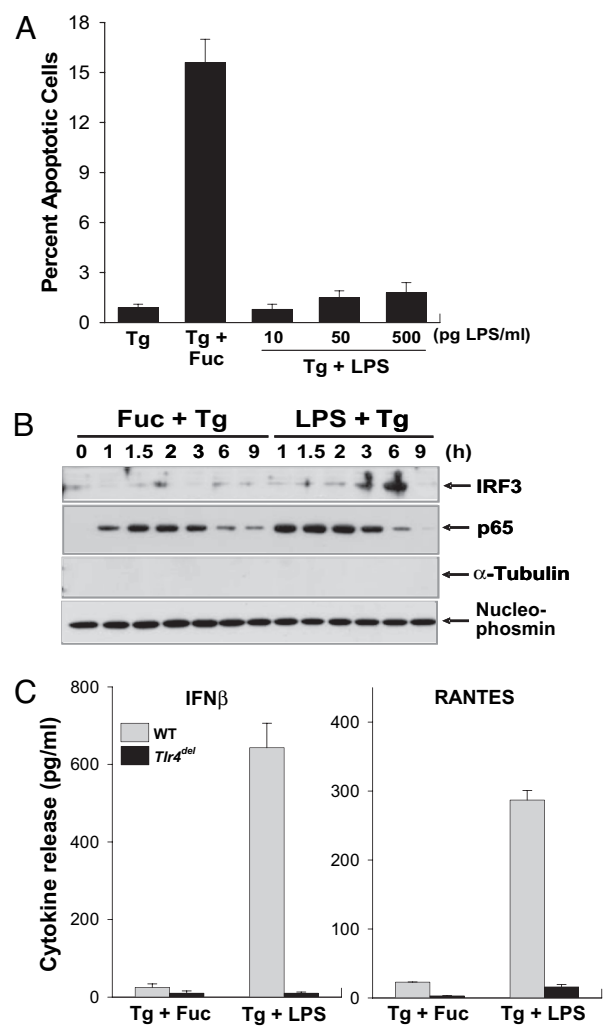 A
Percent Apoptotic Cells
18
15
12
9
6
3
0
Tg
Tg +
Fuc
10 50 500 (pg LPS/ml)
Tg + LPS
B
Fuc + Tg LPS + Tg
0 1 1.5 2 3 6 9 1 1.5 2 3 6 9 (h)
IRF3
p65
α-Tubulin
Nucleo-
phosmin
C
Cytokine release (pg/ml)
IFNβ
WT
Tlr4del
800
600
400
200
0
Tg + Fuc Tg + LPS
RANTES
400
300
200
100
0
Tg + Fuc Tg + LPS